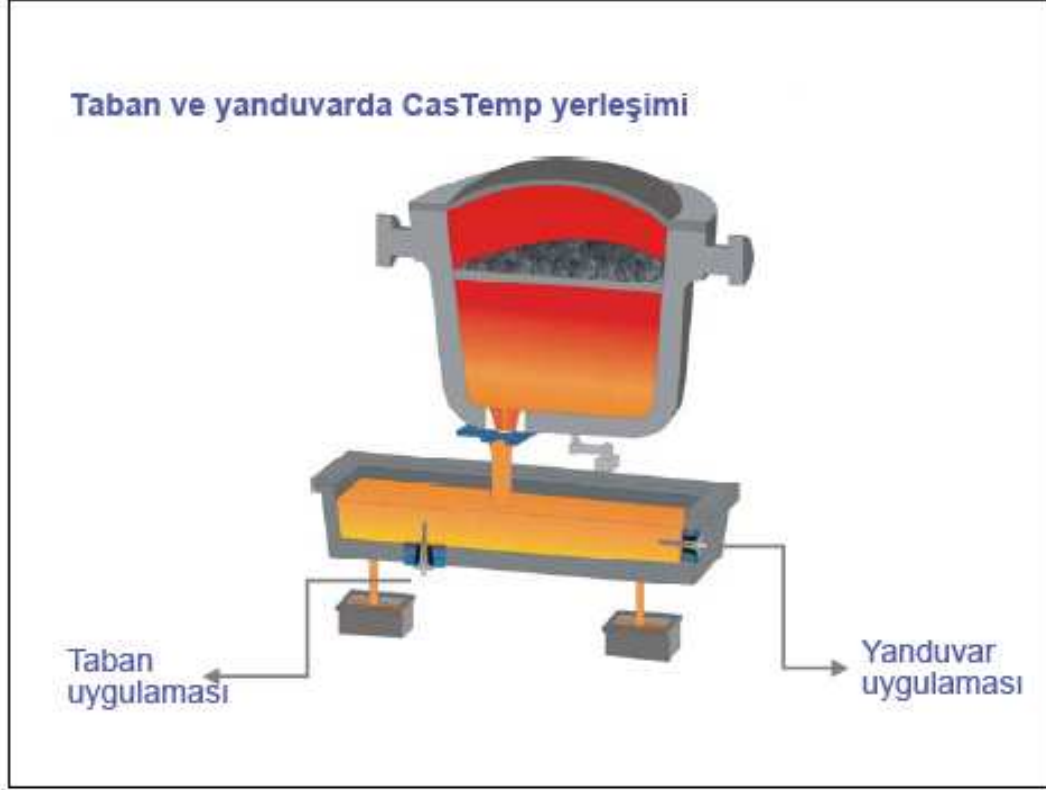 Taban ve yanduvarda CasTemp yerleşimi
Taban
uygulaması
Yanduvar
uygulaması